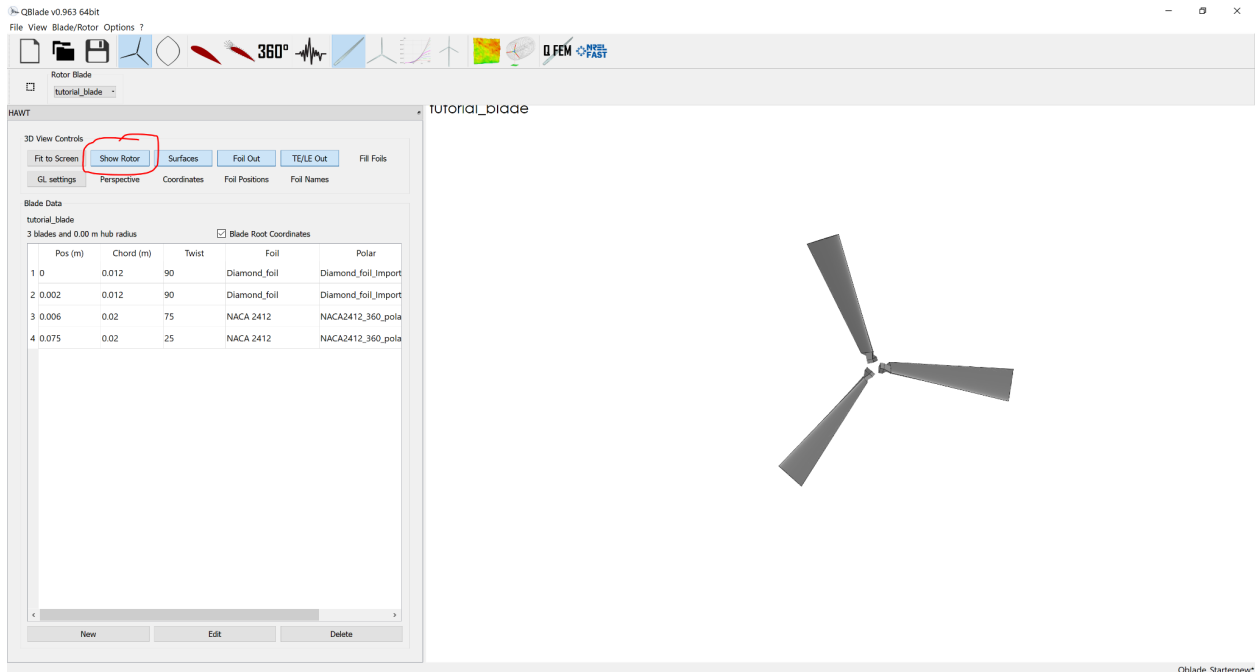 QBlade v0.963 64bit
File View Blade/Rotor Options ?
360° Q FEM NREL FAST
Rotor Blade
tutorial_blade
HAWT
tutorial_blade
3D View Controls
Fit to Screen Show Rotor Surfaces Foil Out TE/LE Out Fill Foils
GL settings Perspective Coordinates Foil Positions Foil Names
Blade Data
tutorial_blade
3 blades and 0.00 m hub radius Blade Root Coordinates
Pos (m) Chord (m) Twist Foil Polar
1 0 0.012 90 Diamond_foil Diamond_foil_Import
2 0.002 0.012 90 Diamond_foil Diamond_foil_Import
3 0.006 0.02 75 NACA 2412 NACA2412_360_pola
4 0.075 0.02 25 NACA 2412 NACA2412_360_pola
New Edit Delete
Qblade_Starternew*